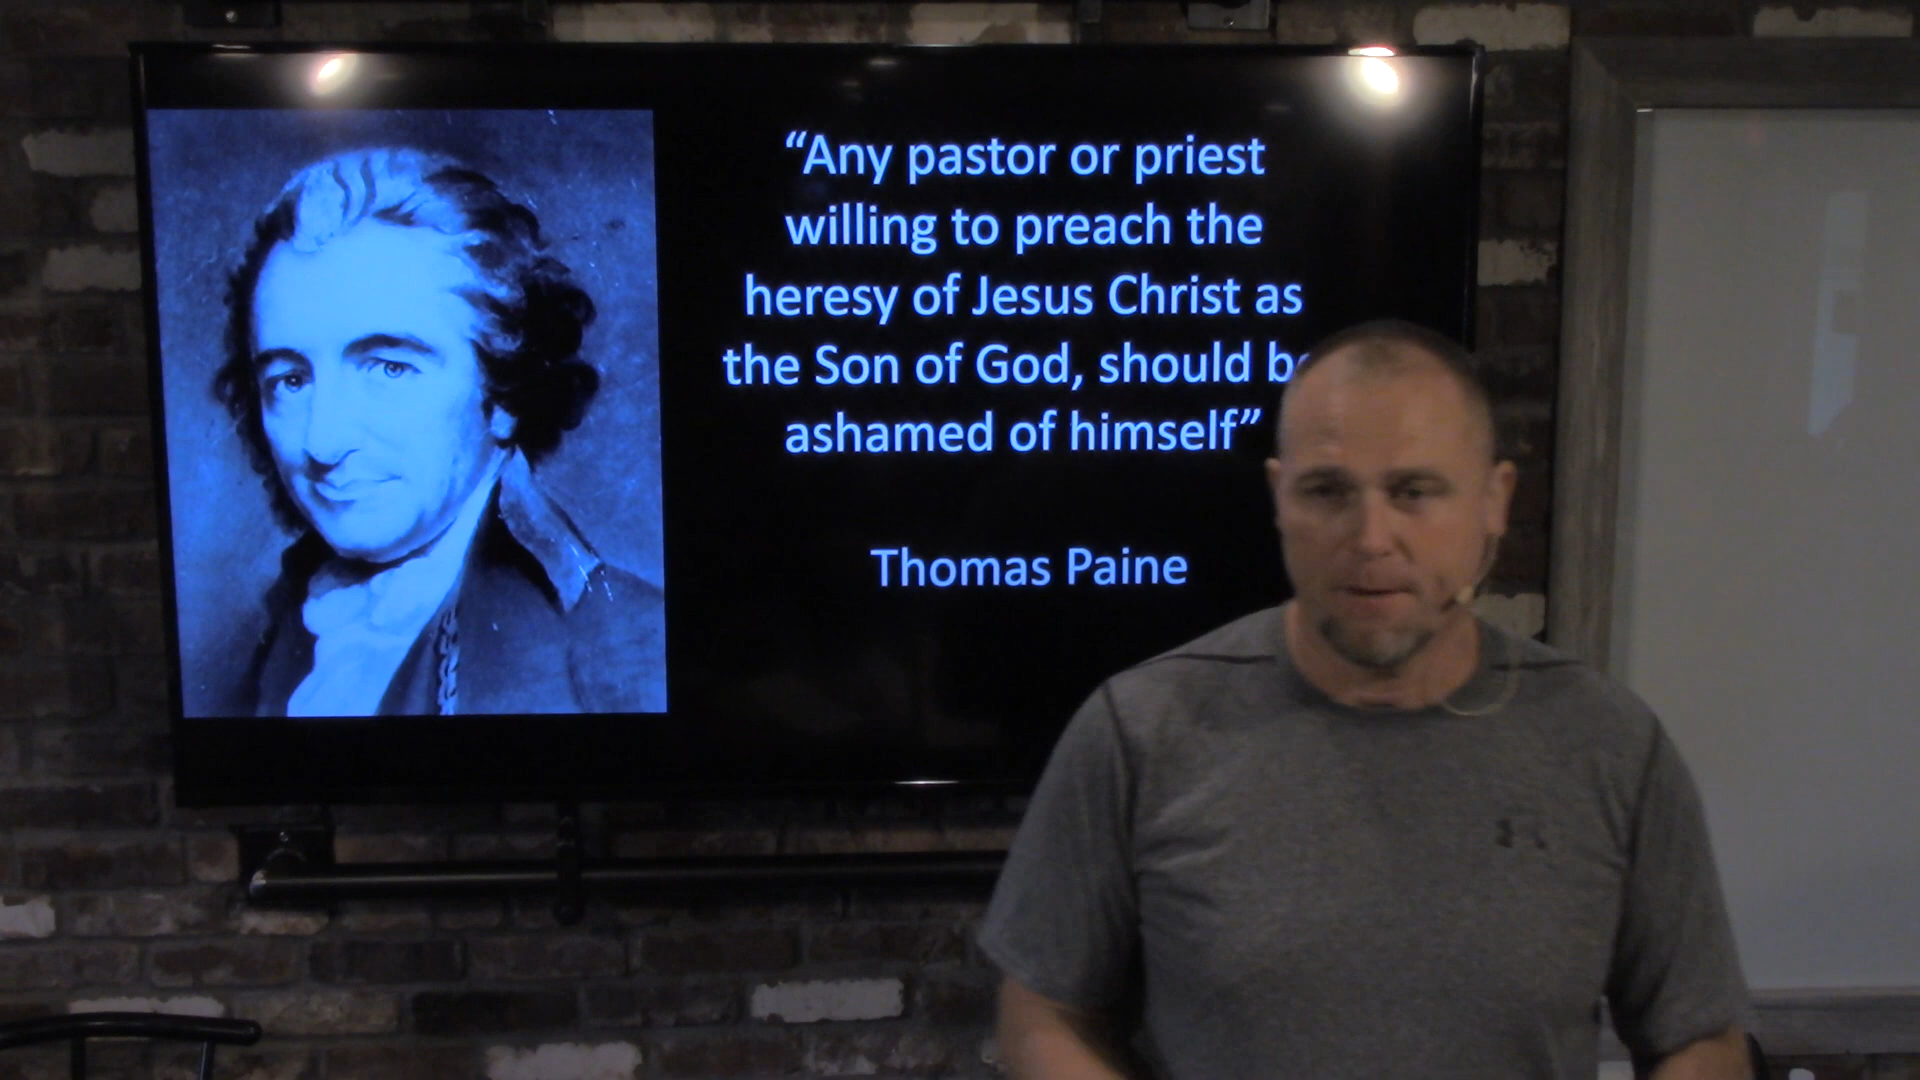 “Any pastor or priest
willing to preach the
heresy of Jesus Christ as
the Son of God, should be
ashamed of himself”
Thomas Paine